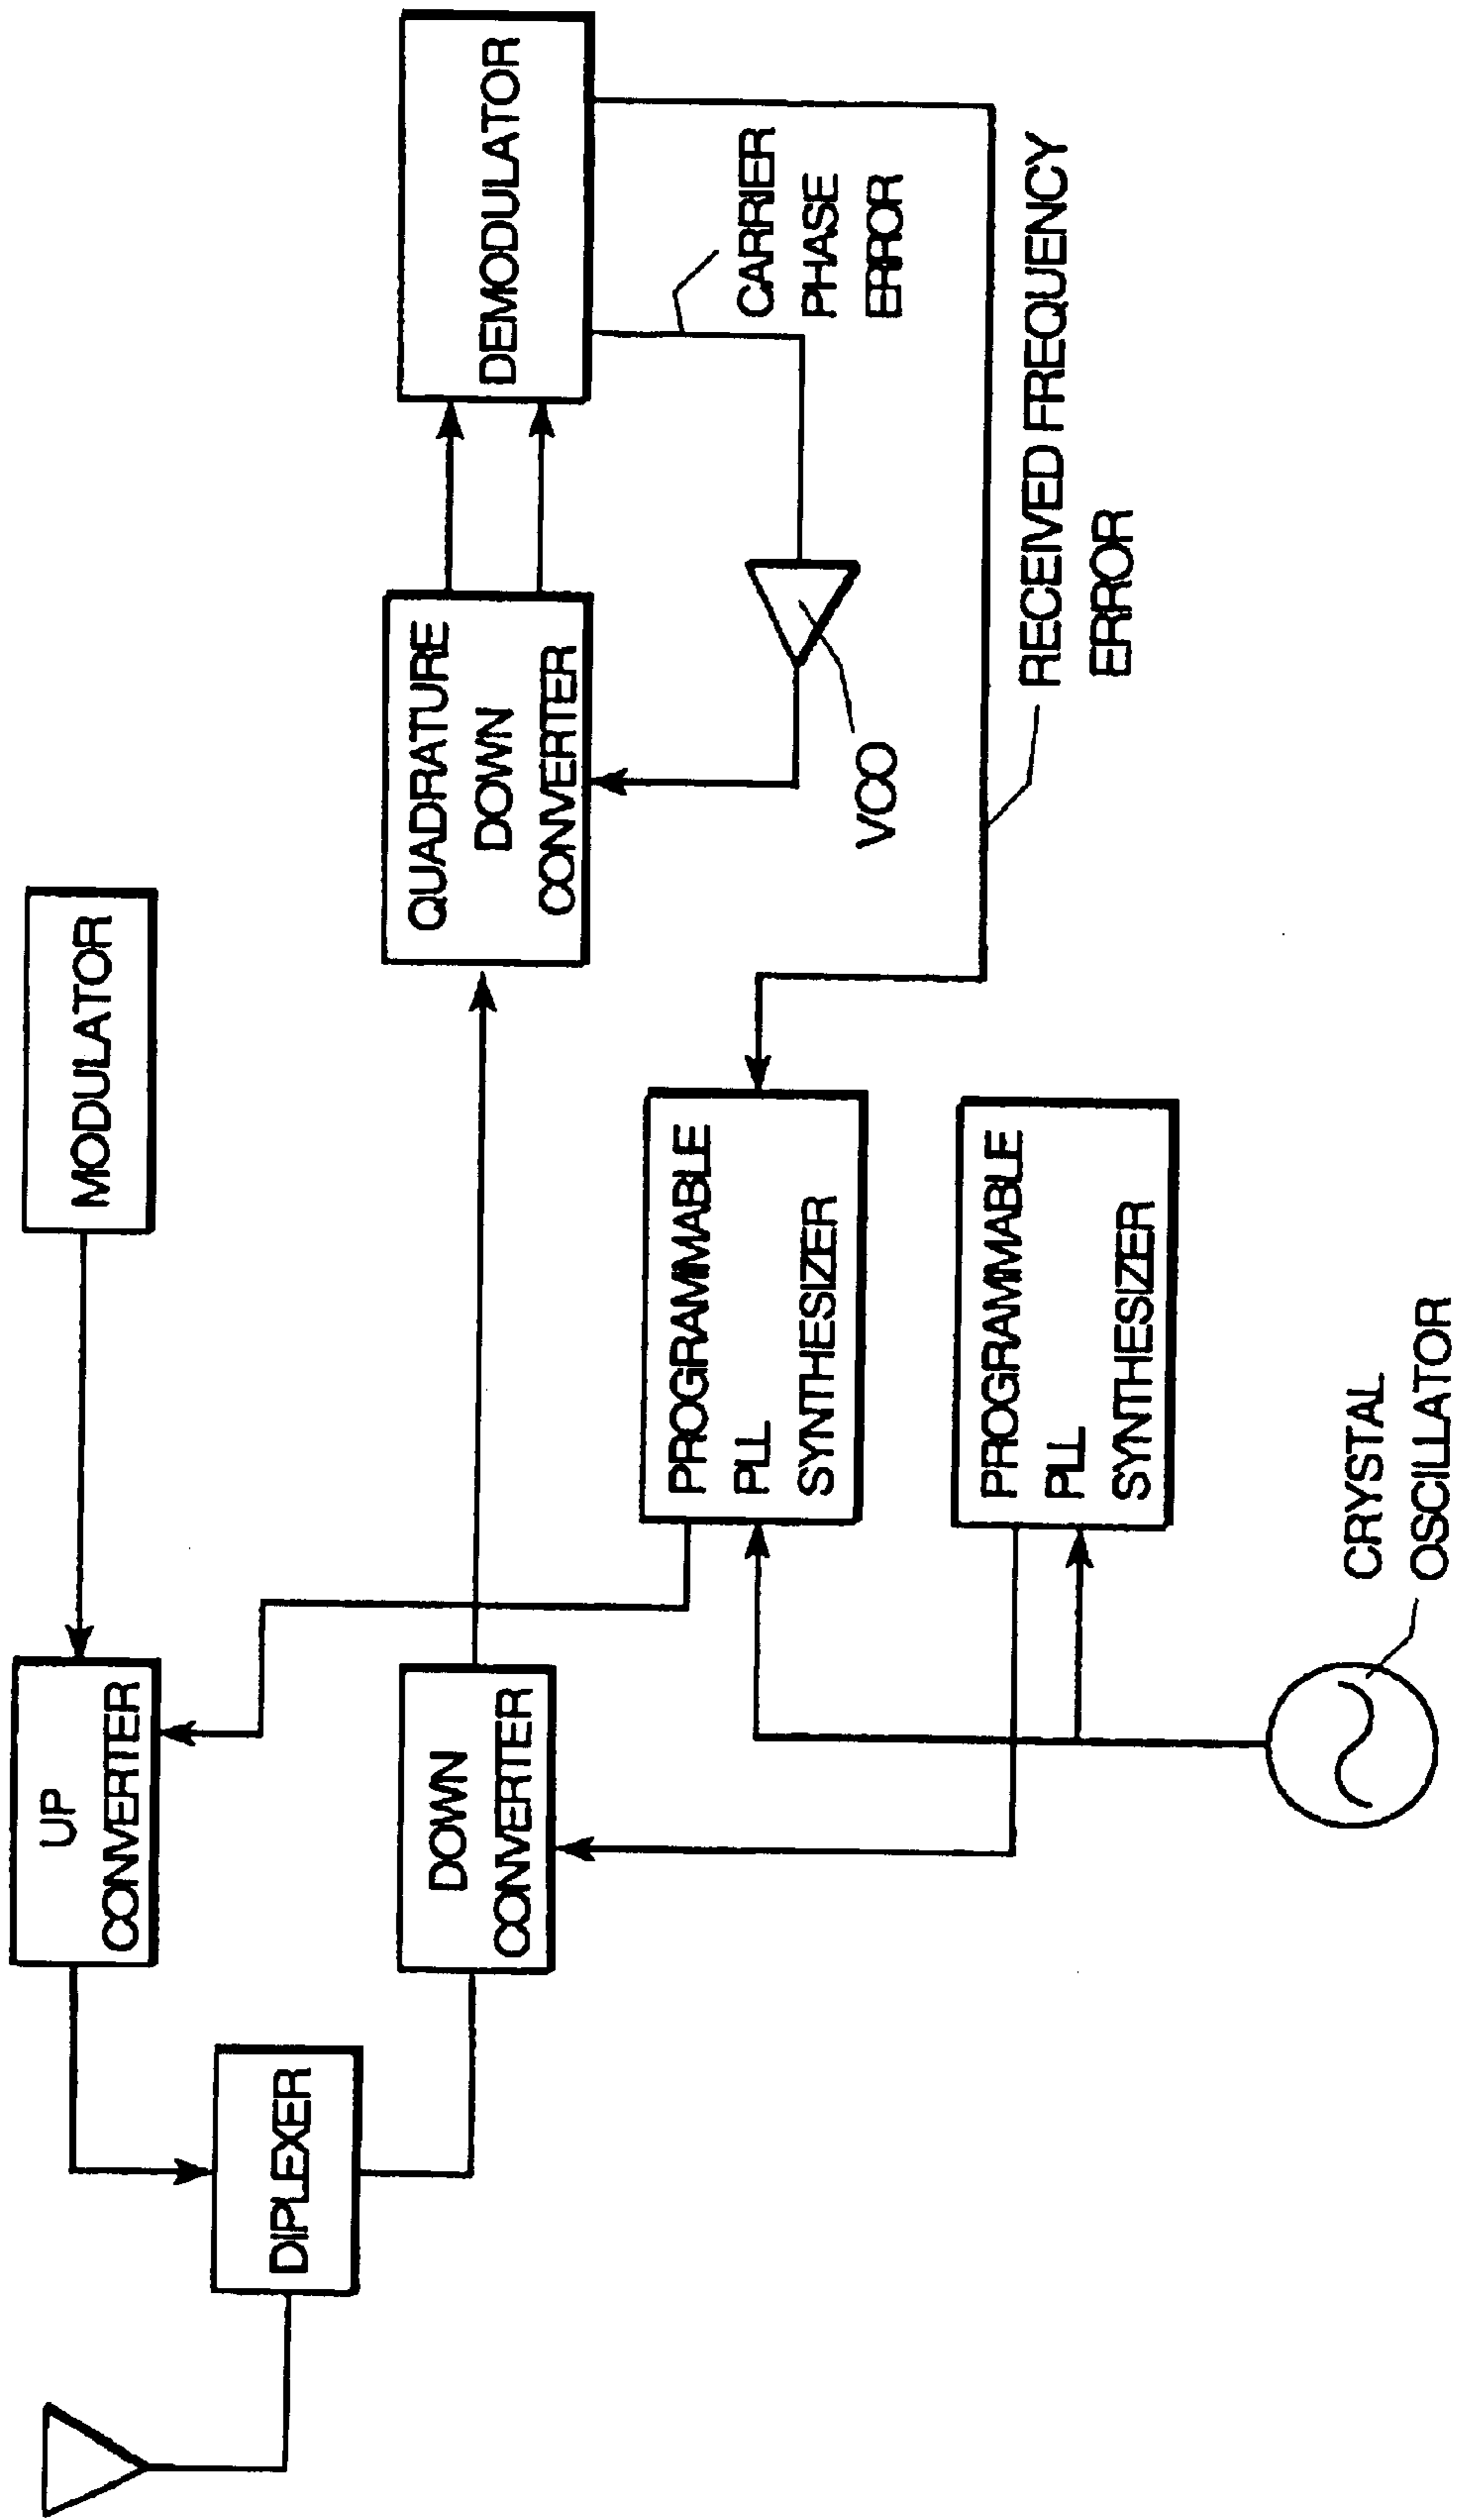 MODULATOR
UP
CONVERTER
DIPLEXER
DEMODULATOR
QUADRATURE
DOWN
CONVERTER
DOWN
CONVERTER
CARRIER
PHASE
ERROR
VCXO
PROGRAMMABLE
PLL
SYNTHESIZER
RECEIVED FREQUENCY
ERROR
PROGRAMMABLE
PLL
SYNTHESIZER
CRYSTAL
OSCILLATOR